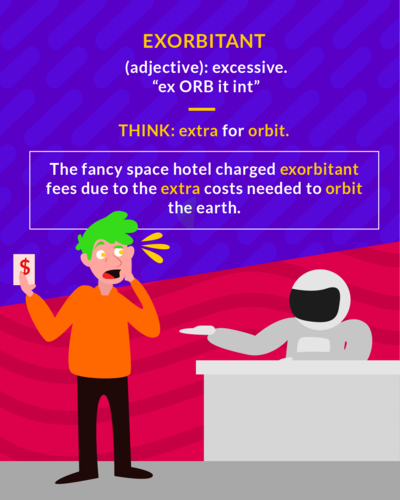 EXORBITANT
(adjective): excessive.
“ex ORB it int”
THINK: extra for orbit.
The fancy space hotel charged exorbitant
fees due to the extra costs needed to orbit
the earth.
$